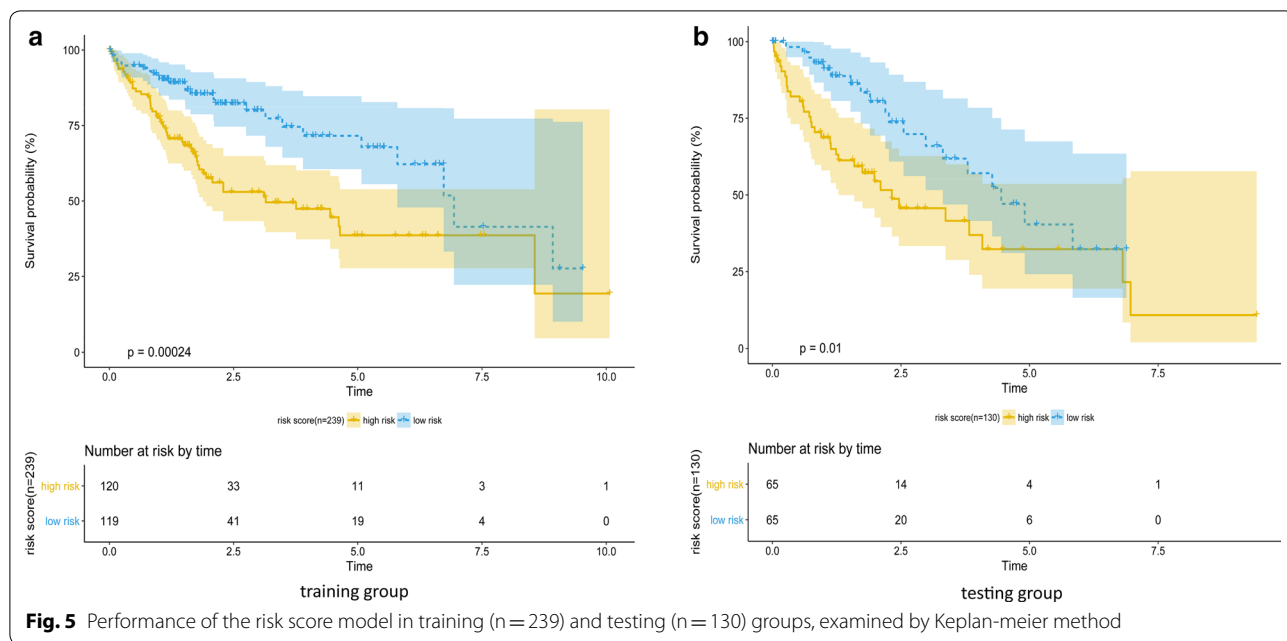 a
Survival probability (%)
100
75
50
25
0
p = 0.00024
0.0 2.5 5.0 7.5 10.0
Time
risk score(n=239) high risk low risk
Number at risk by time
risk score(n=239)
high risk 120 33 11 3 1
low risk 119 41 19 4 0
0.0 2.5 5.0 7.5 10.0
Time
training group
b
Survival probability (%)
100
75
50
25
0
p = 0.01
0.0 2.5 5.0 7.5
Time
risk score(n=130) high risk low risk
Number at risk by time
risk score(n=130)
high risk 65 14 4 1
low risk 65 20 6 0
0.0 2.5 5.0 7.5
Time
testing group
Fig. 5 Performance of the risk score model in training (n = 239) and testing (n = 130) groups, examined by Keplan-meier method